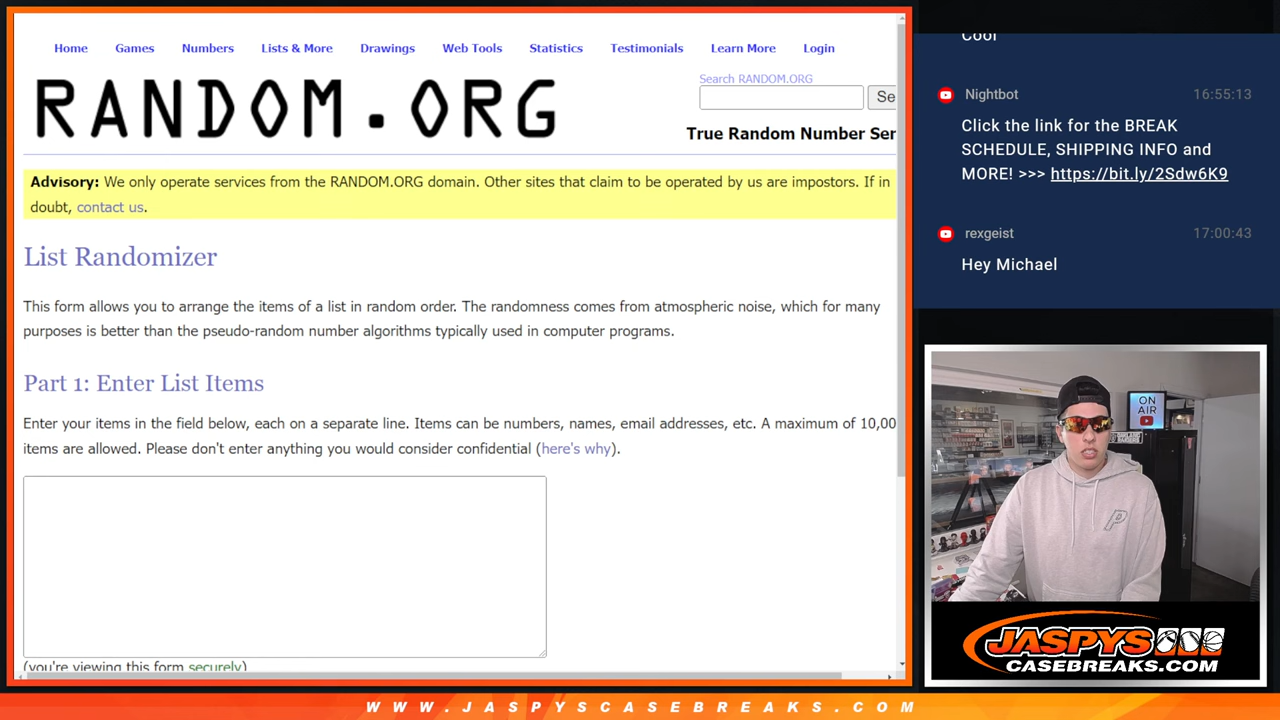 Home Games Numbers Lists & More Drawings Web Tools Statistics Testimonials Learn More Login
RANDOM.ORG
Search RANDOM.ORG
Se
True Random Number Ser
Advisory: We only operate services from the RANDOM.ORG domain. Other sites that claim to be operated by us are impostors. If in
doubt, contact us.
List Randomizer
This form allows you to arrange the items of a list in random order. The randomness comes from atmospheric noise, which for many
purposes is better than the pseudo-random number algorithms typically used in computer programs.
Part 1: Enter List Items
Enter your items in the field below, each on a separate line. Items can be numbers, names, email addresses, etc. A maximum of 10,00
items are allowed. Please don't enter anything you would consider confidential (here's why).
(you're viewing this form securely)
Cool
Nightbot 16:55:13
Click the link for the BREAK
SCHEDULE, SHIPPING INFO and
MORE! >>> https://bit.ly/2Sdw6K9
rexgeist 17:00:43
Hey Michael
ON
AIR
P
JASPYS
CASEBREAKS.COM
WWW.JASPYSCASEBREAKS.COM